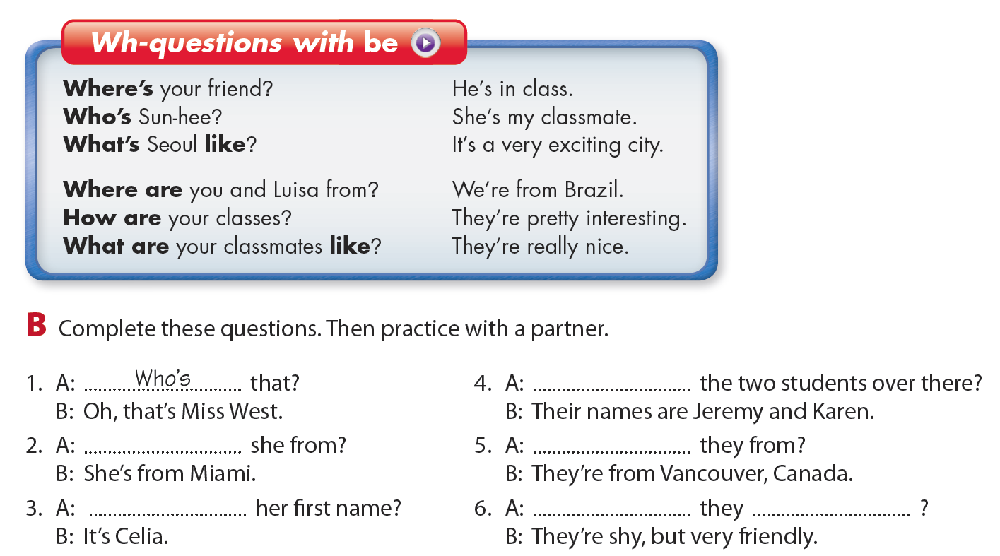 Wh-questions with be
Where’s your friend? He’s in class.
Who’s Sun-hee? She’s my classmate.
What’s Seoul like? It’s a very exciting city.
Where are you and Luisa from? We’re from Brazil.
How are your classes? They’re pretty interesting.
What are your classmates like? They’re really nice.
B Complete these questions. Then practice with a partner.
1. A: ............Who’s............ that?
B: Oh, that’s Miss West.
2. A: .............................. she from?
B: She’s from Miami.
3. A: .............................. her first name?
B: It’s Celia.
4. A: .............................. the two students over there?
B: Their names are Jeremy and Karen.
5. A: .............................. they from?
B: They’re from Vancouver, Canada.
6. A: .............................. they .............................. ?
B: They’re shy, but very friendly.